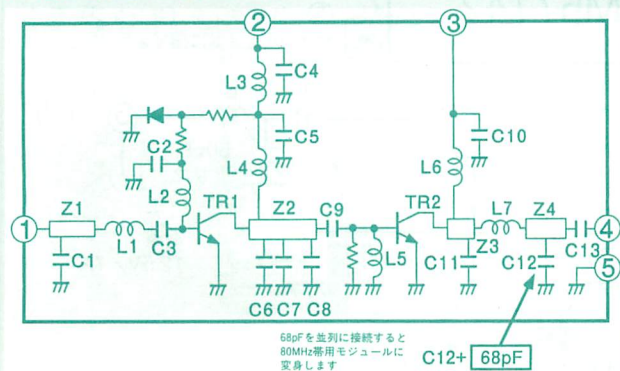 2
3
L3
C4
C5
C2
L4
L6
C10
L2
TR1
TR2
1
Z1
L1
C3
C1
Z2
C9
L5
Z3
L7
Z4
C13
4
5
C11
C12
C6 C7 C8
68pFを並列に接続すると
80MHz帯用モジュールに
変身します
C12+ 68pF